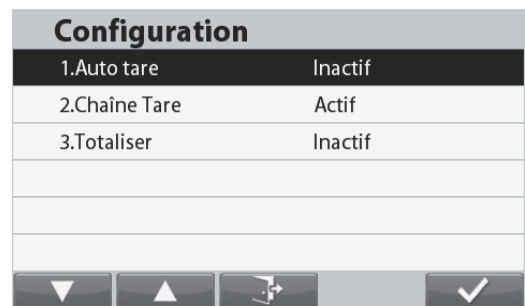 Configuration
1.Auto tare Inactif
2.Chaîne Tare Actif
3.Totaliser Inactif